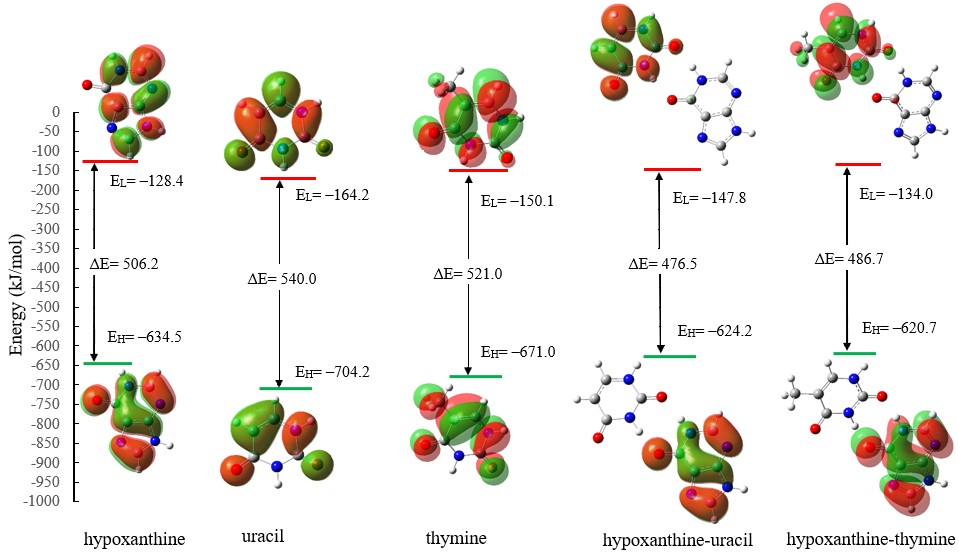 Energy (kJ/mol)
0
-50
-100
-150
-200
-250
-300
-350
-400
-450
-500
-550
-600
-650
-700
-750
-800
-850
-900
-950
-1000
EL= −128.4
ΔE= 506.2
EH= −634.5
hypoxanthine
EL= −164.2
ΔE= 540.0
EH= −704.2
uracil
EL= −150.1
ΔE= 521.0
EH= −671.0
thymine
EL= −147.8
ΔE= 476.5
EH= −624.2
hypoxanthine-uracil
EL= −134.0
ΔE= 486.7
EH= −620.7
hypoxanthine-thymine